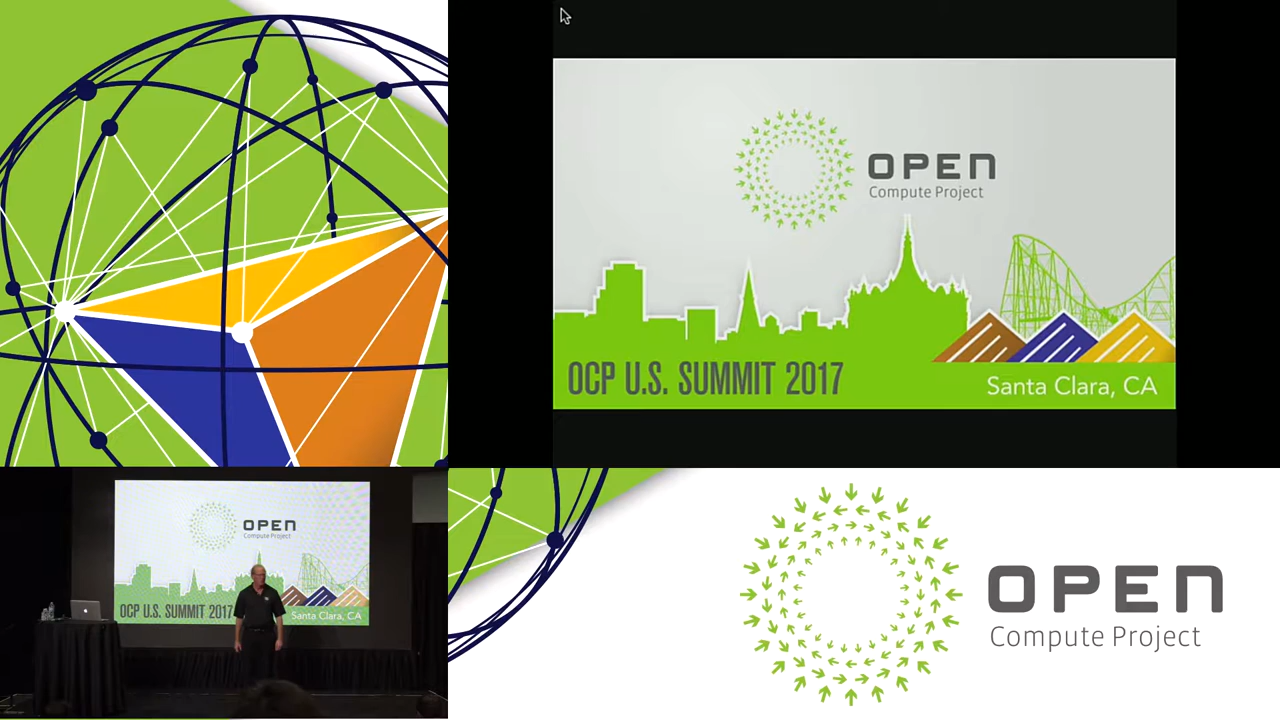 OPEN
Compute Project
OCP U.S. SUMMIT 2017
Santa Clara, CA
OPEN
Compute Project
OCP U.S. SUMMIT 2017
Santa Clara, CA
OPEN
Compute Project